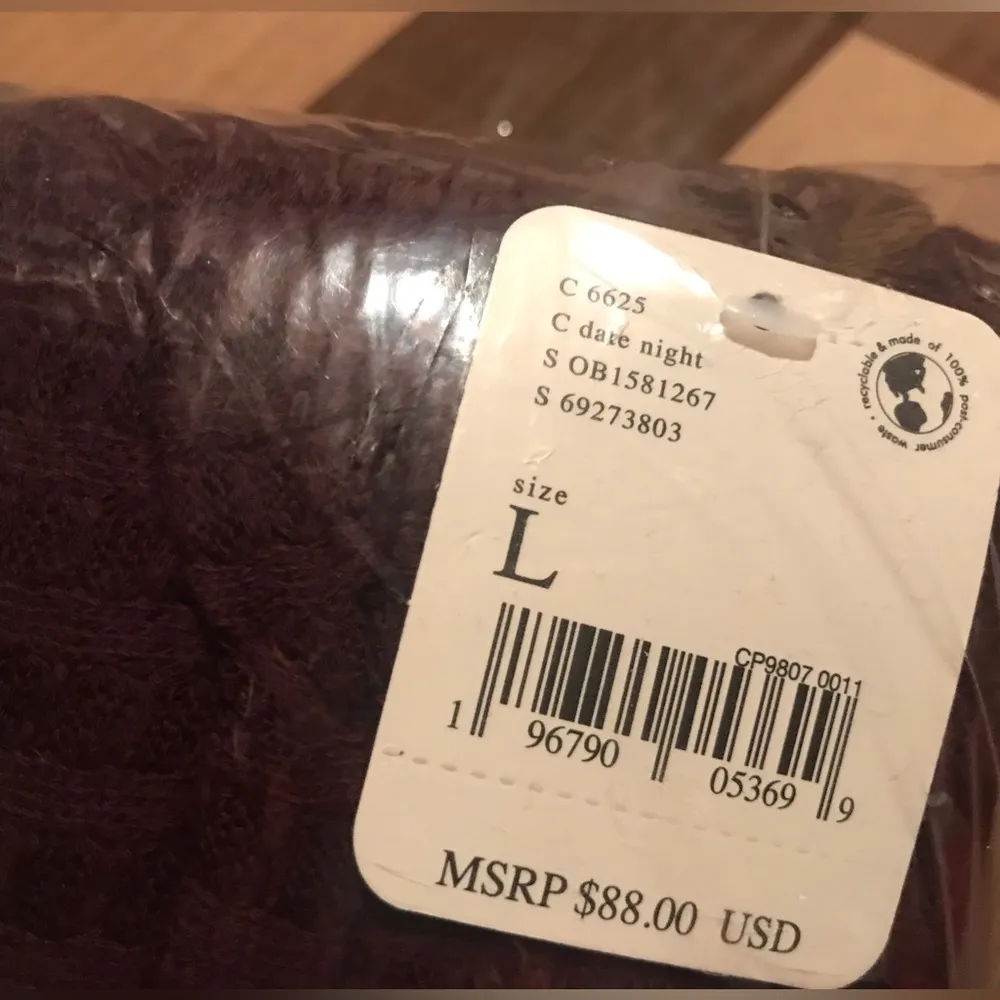 C 6625
C date night
S OB1581267
S 69273803
recyclable & made of 100% post-consumer waste •
size
L
CP9807 0011
1 96790 05369 9
MSRP $88.00 USD